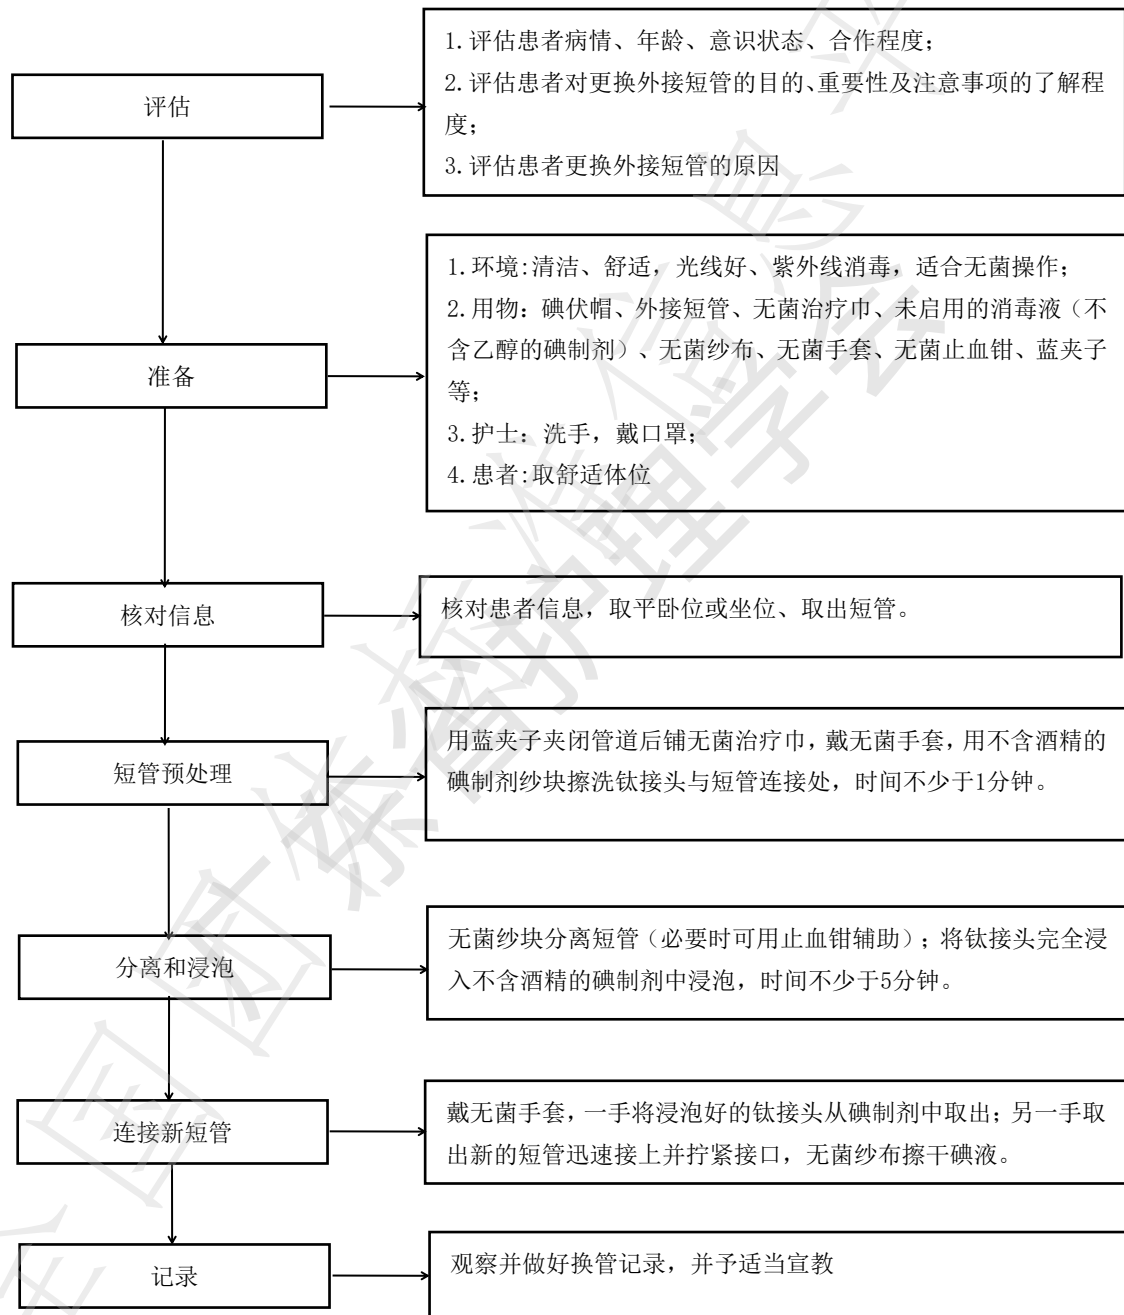 评估
1.评估患者病情、年龄、意识状态、合作程度；
2.评估患者对更换外接短管的目的、重要性及注意事项的了解程
度；
3.评估患者更换外接短管的原因
准备
1.环境:清洁、舒适，光线好、紫外线消毒，适合无菌操作；
2.用物：碘伏帽、外接短管、无菌治疗巾、未启用的消毒液（不
含乙醇的碘制剂）、无菌纱布、无菌手套、无菌止血钳、蓝夹子
等；
3.护士：洗手，戴口罩；
4.患者:取舒适体位
核对信息
核对患者信息，取平卧位或坐位、取出短管。
短管预处理
用蓝夹子夹闭管道后铺无菌治疗巾，戴无菌手套，用不含酒精的
碘制剂纱块擦洗钛接头与短管连接处，时间不少于1分钟。
分离和浸泡
无菌纱块分离短管（必要时可用止血钳辅助）；将钛接头完全浸
入不含酒精的碘制剂中浸泡，时间不少于5分钟。
连接新短管
戴无菌手套，一手将浸泡好的钛接头从碘制剂中取出；另一手取
出新的短管迅速接上并拧紧接口，无菌纱布擦干碘液。
记录
观察并做好换管记录，并予适当宣教
广东省护理学会
全国团体标准信息平